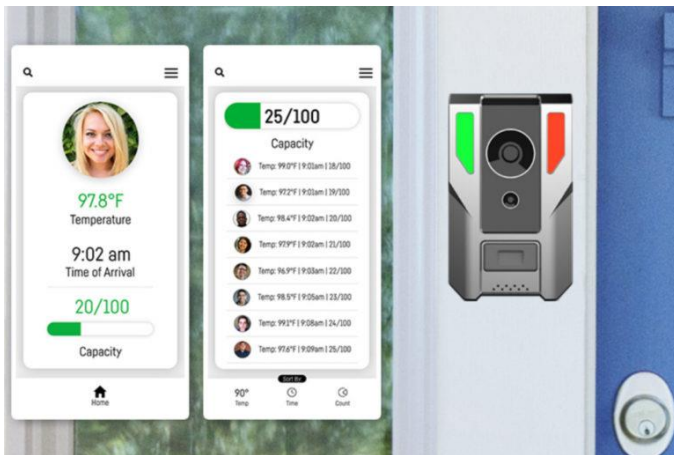 97.8°F
Temperature
9:02 am
Time of Arrival
20/100
Capacity
Home
25/100
Capacity
Temp: 99.0°F | 9:01am | 18/100
Temp: 97.2°F | 9:01am | 19/100
Temp: 98.4°F | 9:02am | 20/100
Temp: 97.9°F | 9:02am | 21/100
Temp: 96.9°F | 9:03am | 22/100
Temp: 98.5°F | 9:05am | 23/100
Temp: 99.1°F | 9:08am | 24/100
Temp: 97.6°F | 9:09am | 25/100
Sort By
90°
Temp Time Count